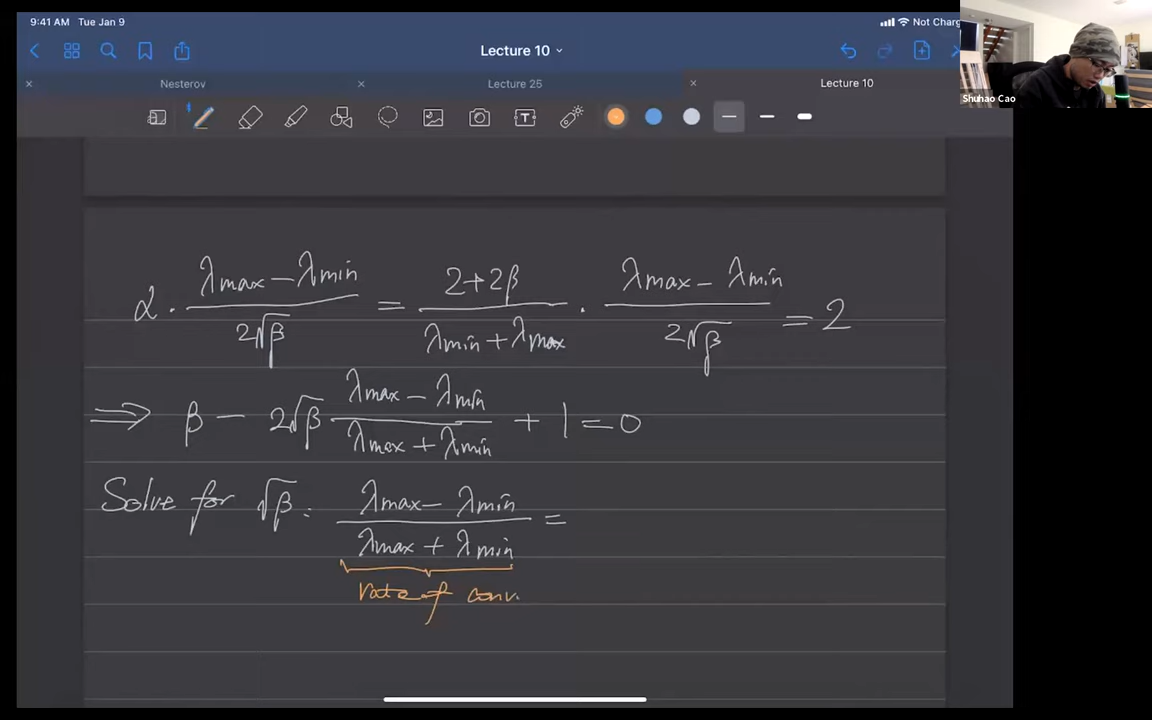 9:41 AM Tue Jan 9
Not Charg
Lecture 10
Nesterov
Lecture 25
Lecture 10
Shuhao Cao
α · (λmax − λmin)/(2√β) = (2+2β)/(λmin + λmax) · (λmax − λmin)/(2√β) = 2
⇒ β − 2√β (λmax − λmin)/(λmax + λmin) + 1 = 0
Solve for √β: (λmax − λmin)/(λmax + λmin) =
rate of conv.